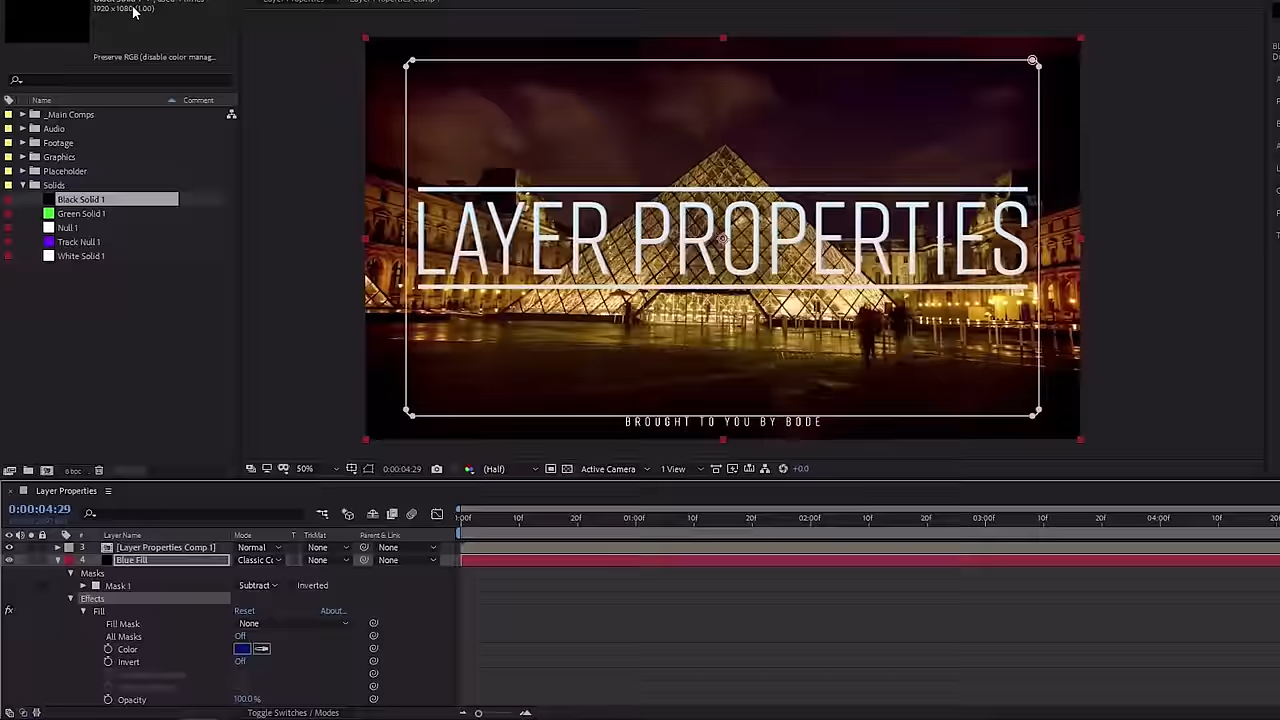 1920 x 1080 (1.00)
Preserve RGB (disable color manag...
Name Comment
_Main Comps
Audio
Footage
Graphics
Placeholder
Solids
Black Solid 1
Green Solid 1
Null 1
Track Null 1
White Solid 1
LAYER PROPERTIES
BROUGHT TO YOU BY BODE
8 bpc
50% 0:00:04:29 (Half) Active Camera 1 View +0.0
Layer Properties
0:00:04:29
:00f 10f 20f 01:00f 10f 20f 02:00f 10f 20f 03:00f 10f 20f 04:00f 10f 20
# Layer Name Mode T TrkMat Parent & Link
3 [Layer Properties Comp 1] Normal None None
4 Blue Fill Classic Cc None None
Masks
Mask 1 Subtract Inverted
Effects
fx Fill Reset About...
Fill Mask None
All Masks Off
Color
Invert Off
Opacity 100.0 %
Toggle Switches / Modes